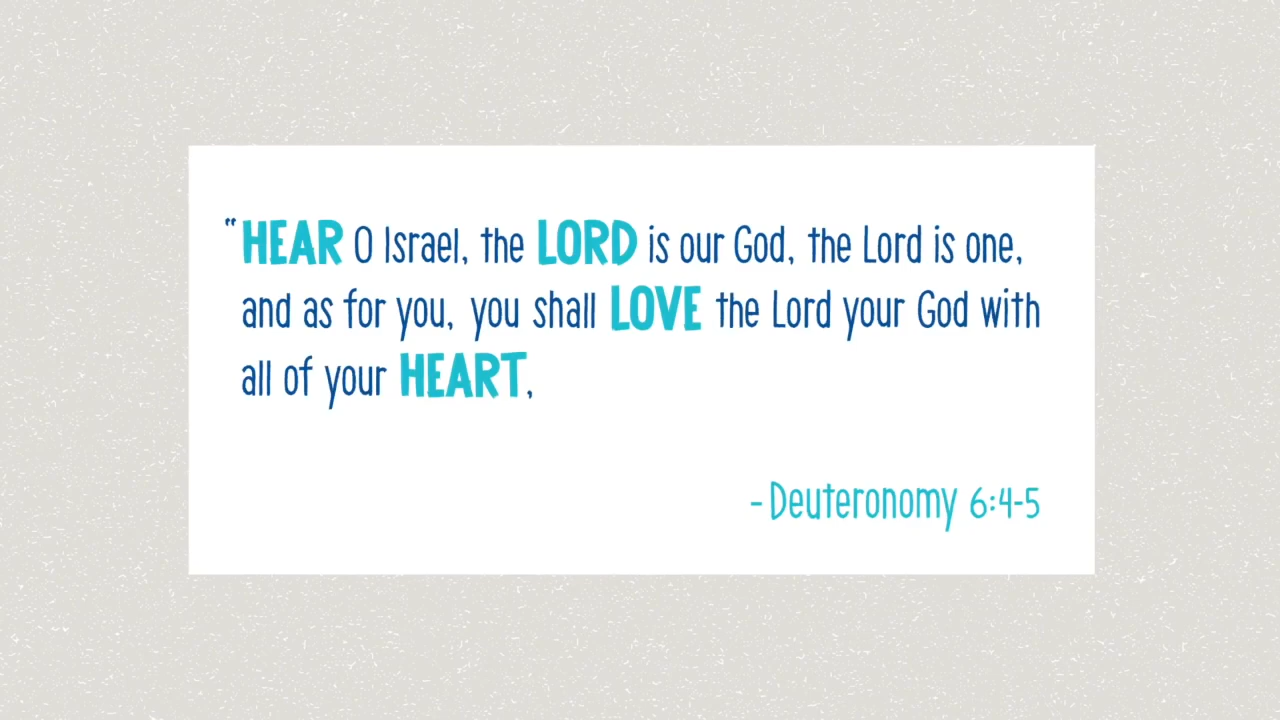 “HEAR O Israel, the LORD is our God, the Lord is one,
and as for you, you shall LOVE the Lord your God with
all of your HEART,
-Deuteronomy 6:4-5